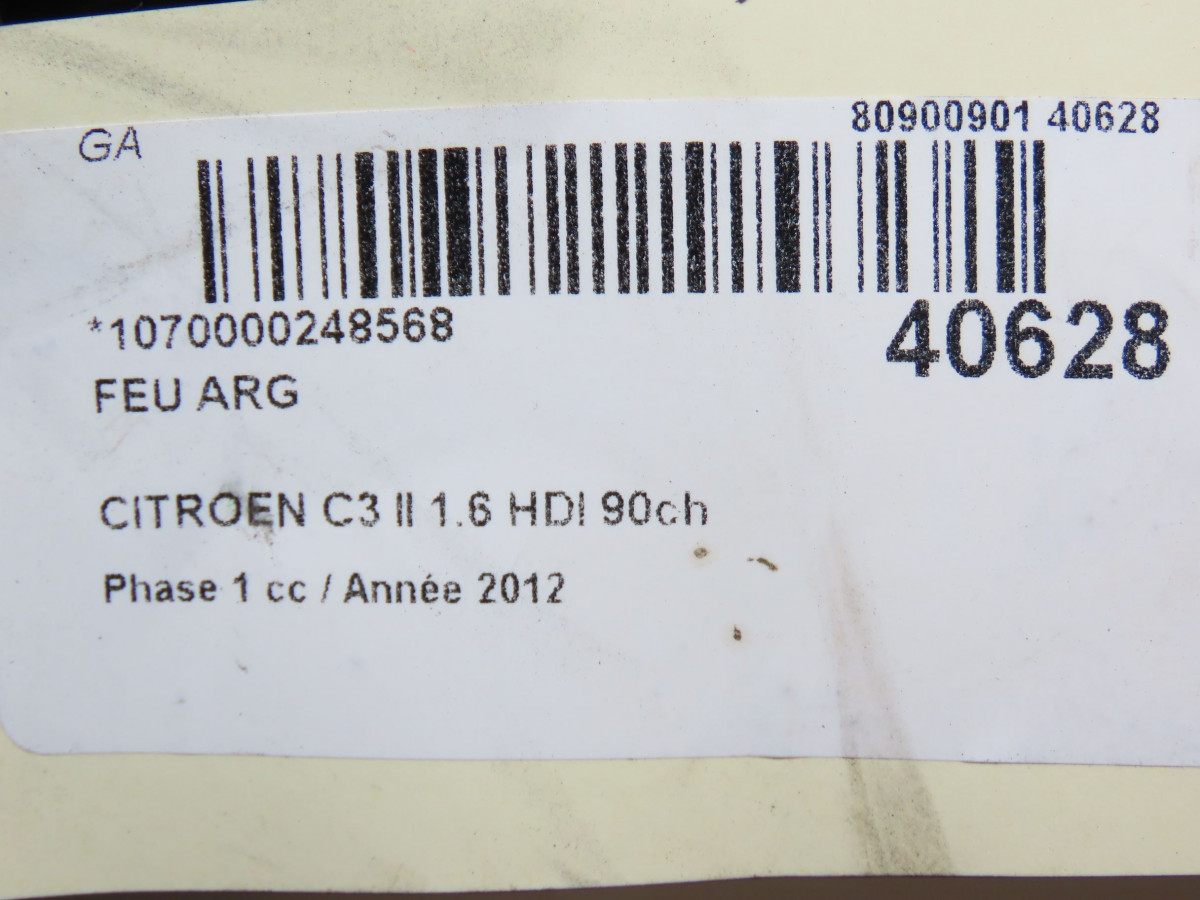 80900901 40628
GA
*1070000248568
40628
FEU ARG
CITROEN C3 II 1.6 HDI 90ch
Phase 1 cc / Année 2012